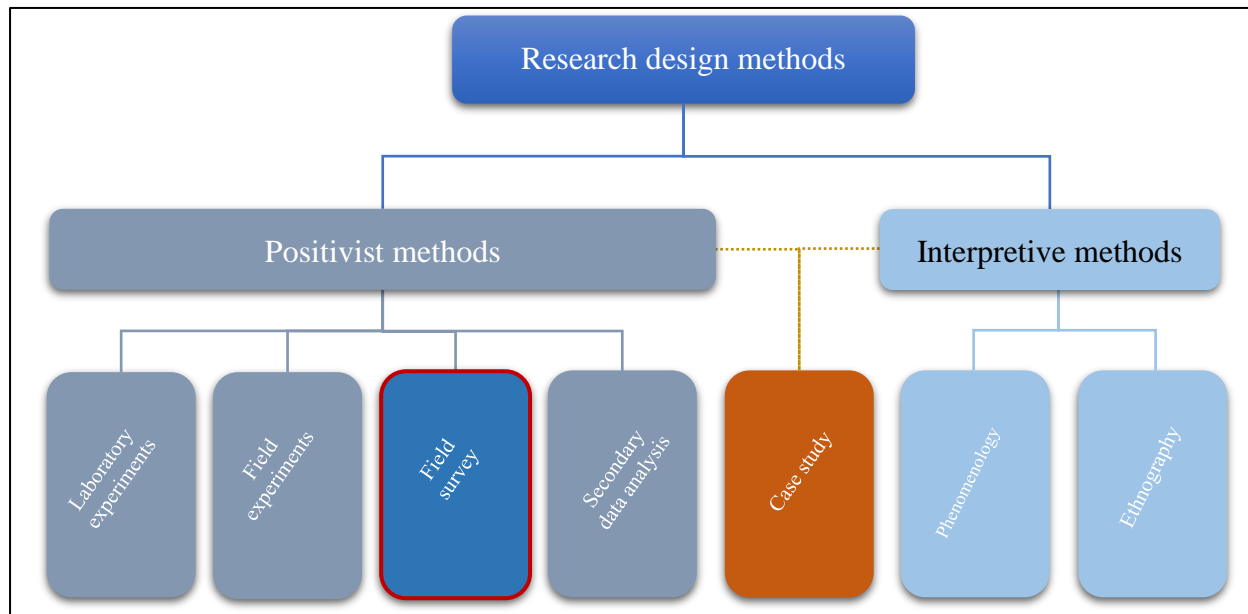 Research design methods
Positivist methods
Interpretive methods
Laboratory
experiments
Field
experiments
Field
survey
Secondary
data analysis
Case study
Phenomenology
Ethnography